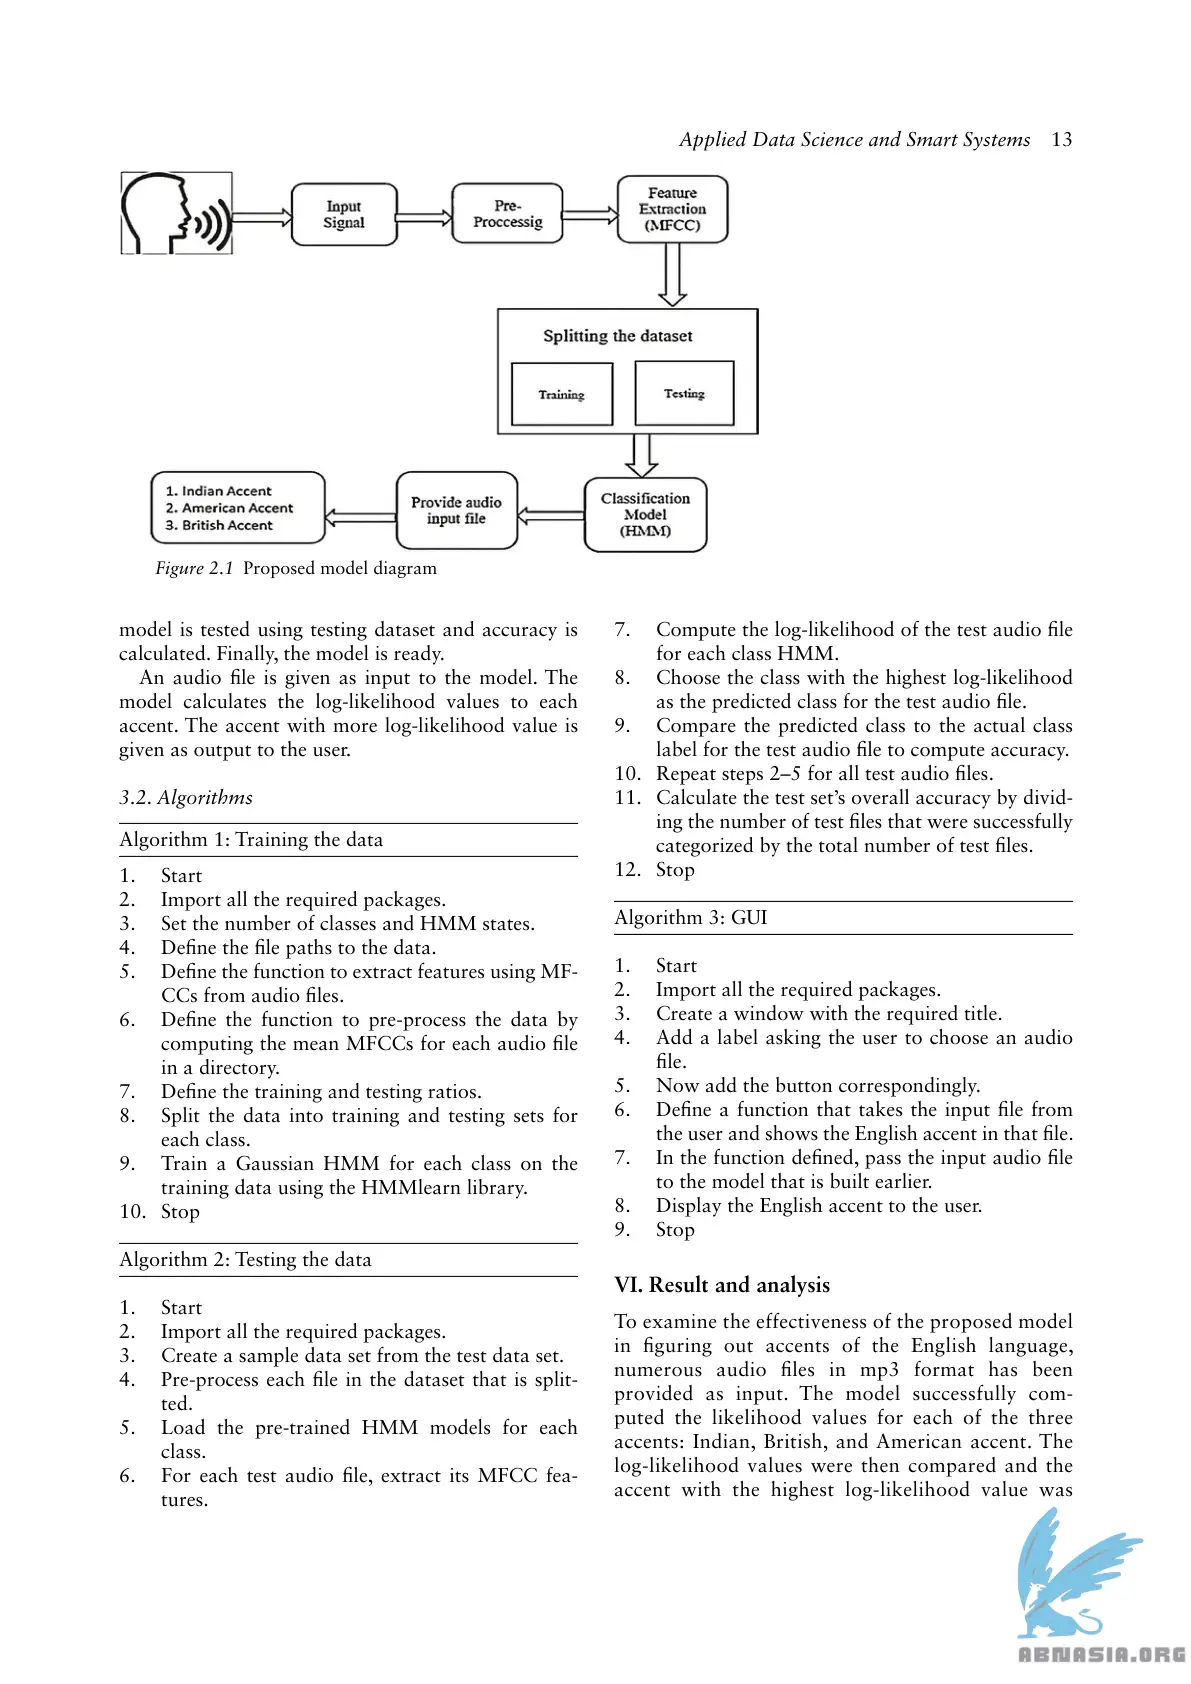 Applied Data Science and Smart Systems 13
Input
Signal
Pre-
Proccessig
Feature
Extraction
(MFCC)
Splitting the dataset
Training
Testing
1. Indian Accent
2. American Accent
3. British Accent
Provide audio
input file
Classification
Model
(HMM)
Figure 2.1 Proposed model diagram
model is tested using testing dataset and accuracy is
calculated. Finally, the model is ready.
An audio file is given as input to the model. The
model calculates the log-likelihood values to each
accent. The accent with more log-likelihood value is
given as output to the user.
3.2. Algorithms
Algorithm 1: Training the data
1. Start
2. Import all the required packages.
3. Set the number of classes and HMM states.
4. Define the file paths to the data.
5. Define the function to extract features using MF-
CCs from audio files.
6. Define the function to pre-process the data by
computing the mean MFCCs for each audio file
in a directory.
7. Define the training and testing ratios.
8. Split the data into training and testing sets for
each class.
9. Train a Gaussian HMM for each class on the
training data using the HMMlearn library.
10. Stop
Algorithm 2: Testing the data
1. Start
2. Import all the required packages.
3. Create a sample data set from the test data set.
4. Pre-process each file in the dataset that is split-
ted.
5. Load the pre-trained HMM models for each
class.
6. For each test audio file, extract its MFCC fea-
tures.
7. Compute the log-likelihood of the test audio file
for each class HMM.
8. Choose the class with the highest log-likelihood
as the predicted class for the test audio file.
9. Compare the predicted class to the actual class
label for the test audio file to compute accuracy.
10. Repeat steps 2–5 for all test audio files.
11. Calculate the test set’s overall accuracy by divid-
ing the number of test files that were successfully
categorized by the total number of test files.
12. Stop
Algorithm 3: GUI
1. Start
2. Import all the required packages.
3. Create a window with the required title.
4. Add a label asking the user to choose an audio
file.
5. Now add the button correspondingly.
6. Define a function that takes the input file from
the user and shows the English accent in that file.
7. In the function defined, pass the input audio file
to the model that is built earlier.
8. Display the English accent to the user.
9. Stop
VI. Result and analysis
To examine the effectiveness of the proposed model
in figuring out accents of the English language,
numerous audio files in mp3 format has been
provided as input. The model successfully com-
puted the likelihood values for each of the three
accents: Indian, British, and American accent. The
log-likelihood values were then compared and the
accent with the highest log-likelihood value was
ABNASIA.ORG